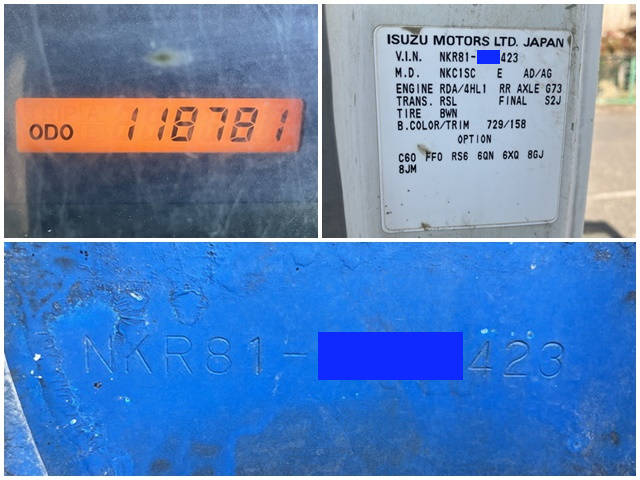 ODO 118781
ISUZU MOTORS LTD. JAPAN
V.I.N. NKR81- 423
M.D. NKC1SC E AD/AG
ENGINE RDA/4HL1 RR AXLE G73
TRANS. RSL FINAL S2J
TIRE BWN
B.COLOR/TRIM 729/158
OPTION
C60 FF0 RS6 6QN 6XQ 8GJ
8JM
NKR81- 423